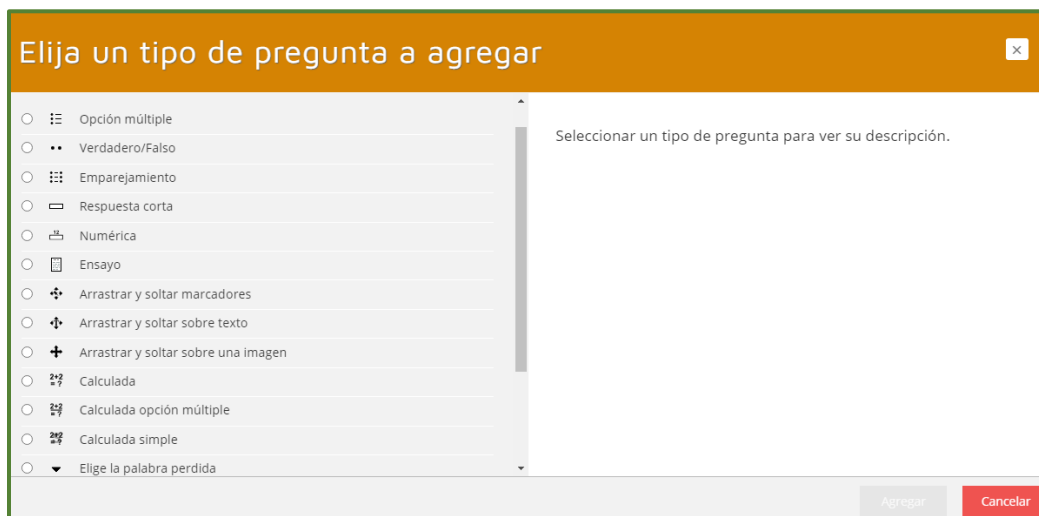 Elija un tipo de pregunta a agregar
×
Opción múltiple
Verdadero/Falso
Emparejamiento
Respuesta corta
Numérica
Ensayo
Arrastrar y soltar marcadores
Arrastrar y soltar sobre texto
Arrastrar y soltar sobre una imagen
2+2 = ? Calculada
Calculada opción múltiple
Calculada simple
Elige la palabra perdida
Seleccionar un tipo de pregunta para ver su descripción.
Agregar
Cancelar